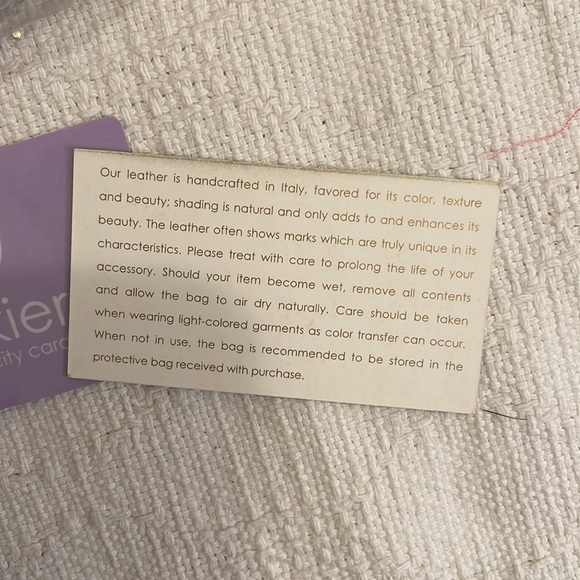 Our leather is handcrafted in Italy, favored for its color, texture
and beauty; shading is natural and only adds to and enhances its
beauty. The leather often shows marks which are truly unique in its
characteristics. Please treat with care to prolong the life of your
accessory. Should your item become wet, remove all contents
and allow the bag to air dry naturally. Care should be taken
when wearing light-colored garments as color transfer can occur.
When not in use, the bag is recommended to be stored in the
protective bag received with purchase.